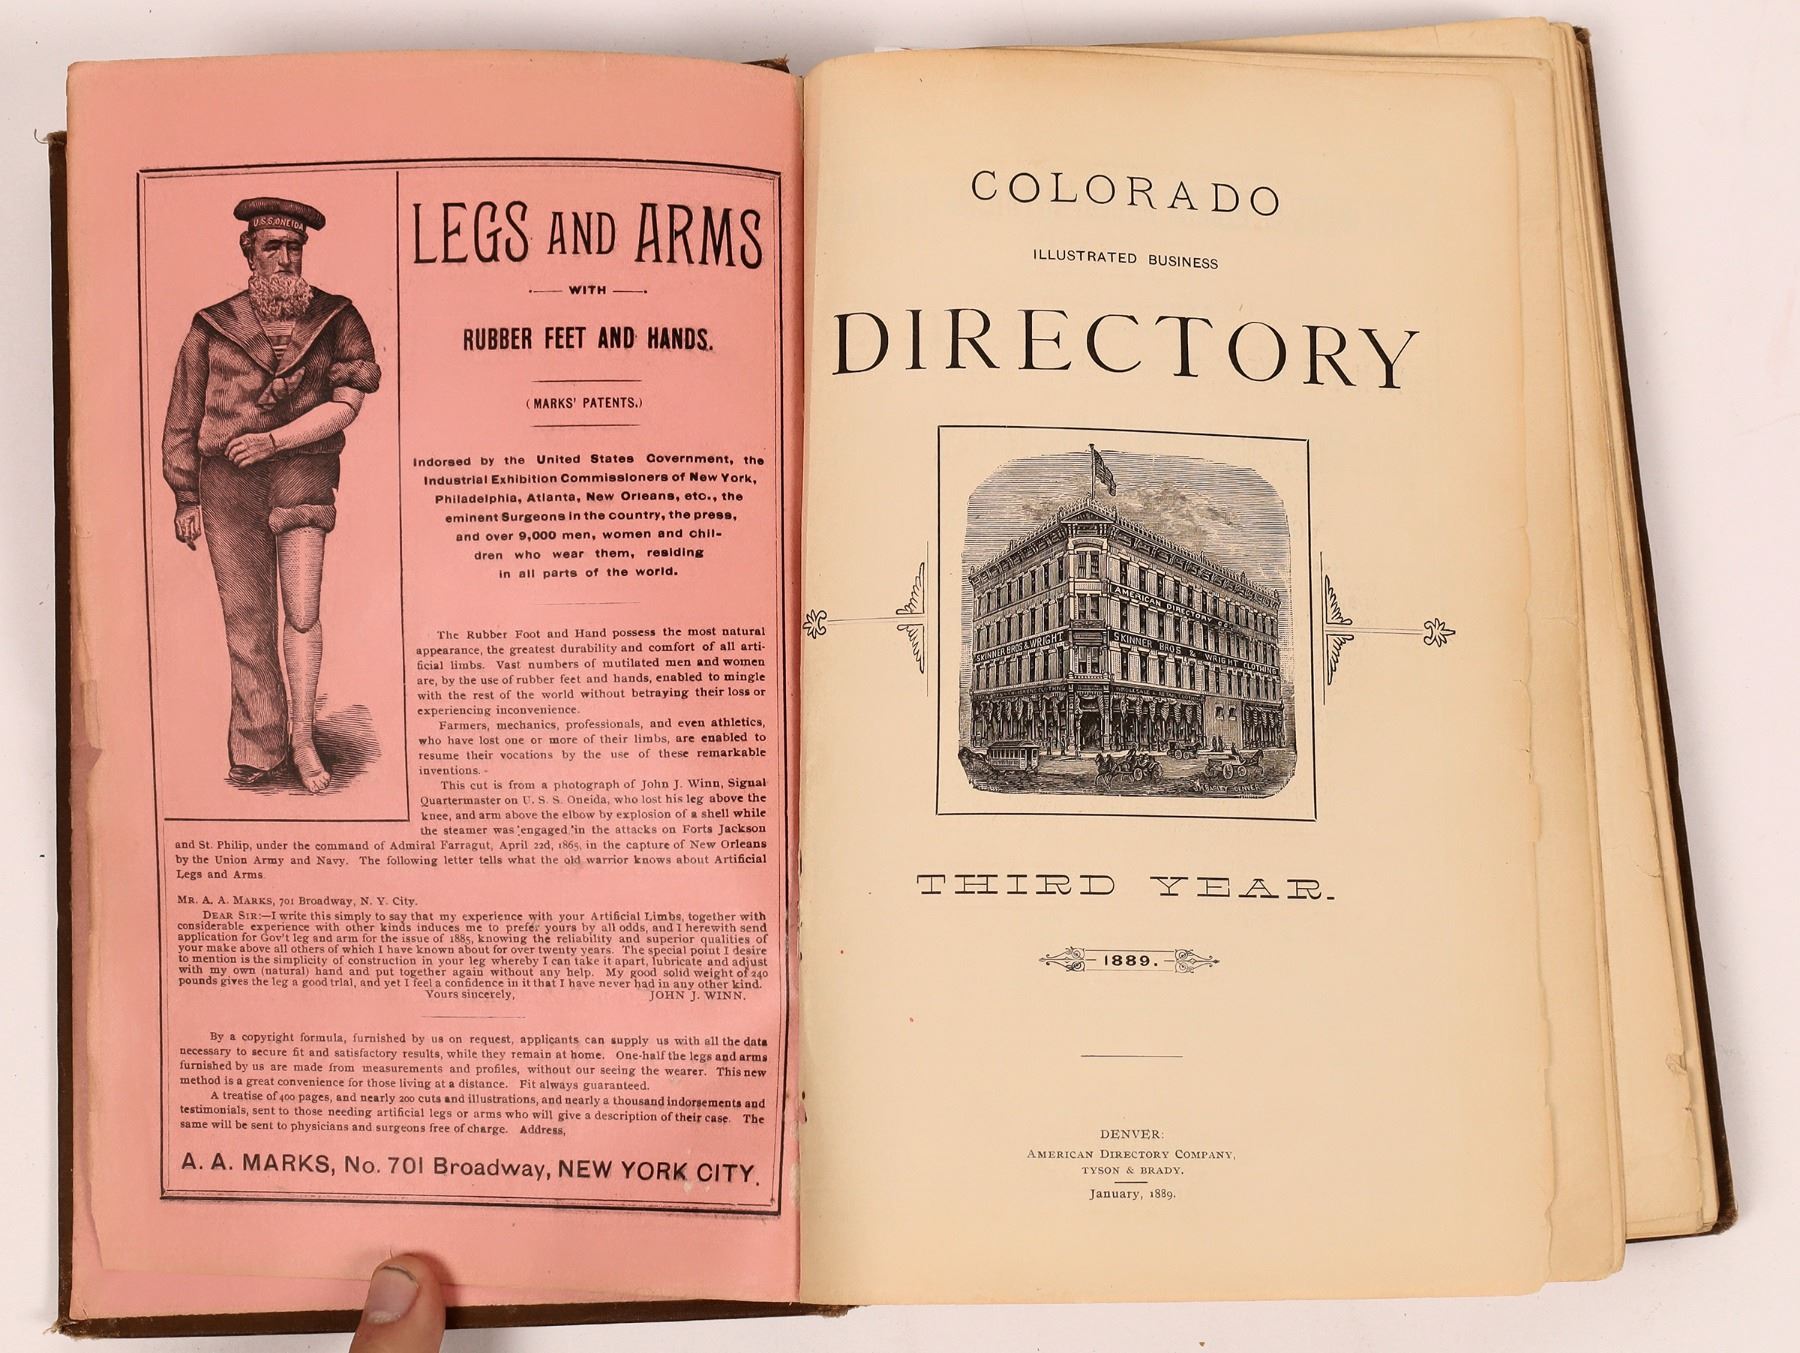 U.S.S. ONEIDA
LEGS AND ARMS
WITH
RUBBER FEET AND HANDS.
(MARKS' PATENTS.)
Indorsed by the United States Government, the
Industrial Exhibition Commissioners of New York,
Philadelphia, Atlanta, New Orleans, etc., the
eminent Surgeons in the country, the press,
and over 9,000 men, women and chil-
dren who wear them, residing
in all parts of the world.
The Rubber Foot and Hand possess the most natural
appearance, the greatest durability and comfort of all arti-
ficial limbs. Vast numbers of mutilated men and women
are, by the use of rubber feet and hands, enabled to mingle
with the rest of the world without betraying their loss or
experiencing inconvenience.
Farmers, mechanics, professionals, and even athletics,
who have lost one or more of their limbs, are enabled to
resume their vocations by the use of these remarkable
inventions.
This cut is from a photograph of John J. Winn, Signal
Quartermaster on U. S. S. Oneida, who lost his leg above the
knee, and arm above the elbow by explosion of a shell while
the steamer was engaged in the attacks on Forts Jackson
and St. Philip, under the command of Admiral Farragut, April 22d, 1865, in the capture of New Orleans
by the Union Army and Navy. The following letter tells what the old warrior knows about Artificial
Legs and Arms.
MR. A. A. MARKS, 701 Broadway, N. Y. City.
DEAR SIR:—I write this simply to say that my experience with your Artificial Limbs, together with
considerable experience with other kinds induces me to prefer yours by all odds, and I herewith send
application for Gov't leg and arm for the issue of 1885, knowing the reliability and superior qualities of
your make above all others of which I have known about for over twenty years. The special point I desire
to mention is the simplicity of construction in your leg whereby I can take it apart, lubricate and adjust
with my own (natural) hand and put together again without any help. My good solid weight of 240
pounds gives the leg a good trial, and yet I feel a confidence in it that I have never had in any other kind.
Yours sincerely, JOHN J. WINN.
By a copyright formula, furnished by us on request, applicants can supply us with all the data
necessary to secure fit and satisfactory results, while they remain at home. One-half the legs and arms
furnished by us are made from measurements and profiles, without our seeing the wearer. This new
method is a great convenience for those living at a distance. Fit always guaranteed.
A treatise of 400 pages, and nearly 200 cuts and illustrations, and nearly a thousand indorsements and
testimonials, sent to those needing artificial legs or arms who will give a description of their case. The
same will be sent to physicians and surgeons free of charge. Address,
A. A. MARKS, No. 701 Broadway, NEW YORK CITY.
COLORADO
ILLUSTRATED BUSINESS
DIRECTORY
AMERICAN DIRECTORY CO.
SKINNER BROS & WRIGHT
SKINNER BROS & WRIGHT CLOTHING
DENVER
THIRD YEAR.
1889.
DENVER:
AMERICAN DIRECTORY COMPANY,
TYSON & BRADY.
January, 1889.